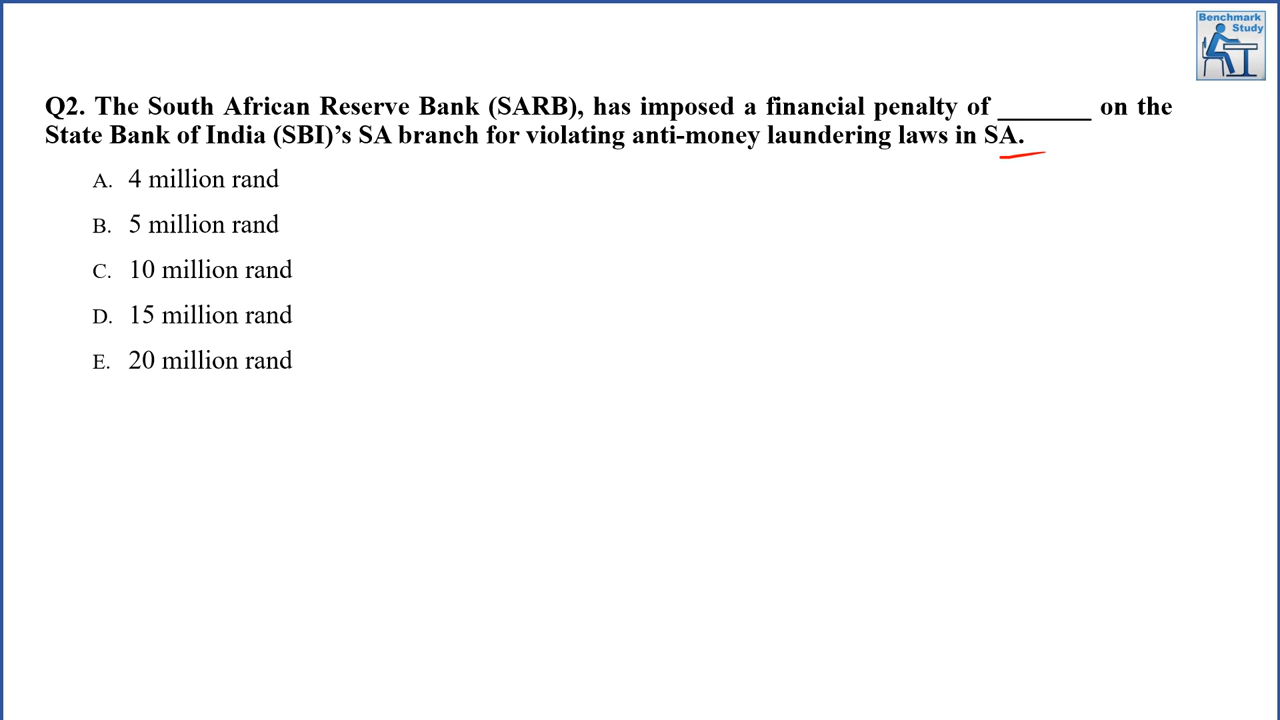 Benchmark
Study
Q2. The South African Reserve Bank (SARB), has imposed a financial penalty of _______ on the
State Bank of India (SBI)’s SA branch for violating anti-money laundering laws in SA.
A. 4 million rand
B. 5 million rand
C. 10 million rand
D. 15 million rand
E. 20 million rand